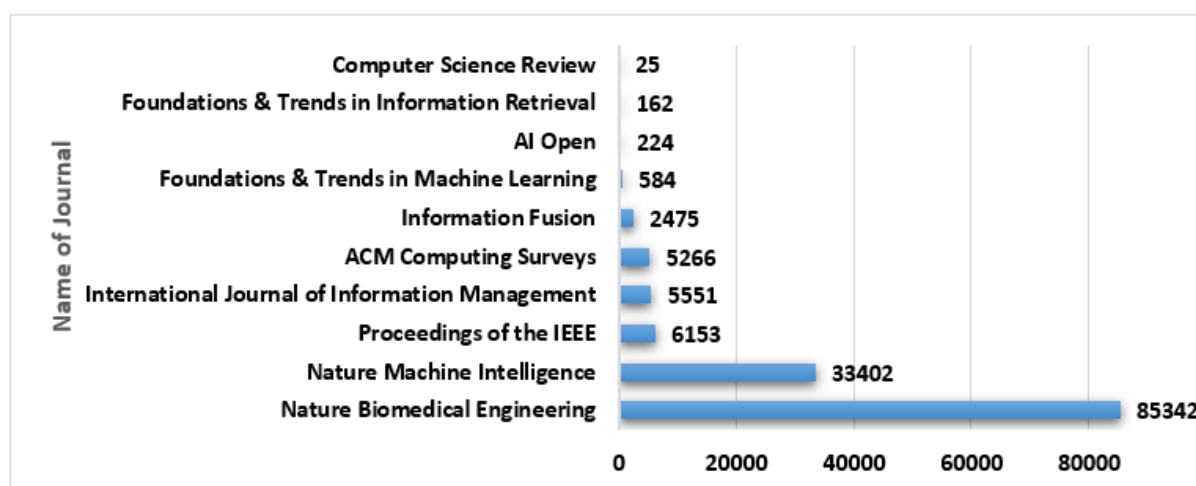 Name of Journal
Computer Science Review 25
Foundations & Trends in Information Retrieval 162
AI Open 224
Foundations & Trends in Machine Learning 584
Information Fusion 2475
ACM Computing Surveys 5266
International Journal of Information Management 5551
Proceedings of the IEEE 6153
Nature Machine Intelligence 33402
Nature Biomedical Engineering 85342
0 20000 40000 60000 80000